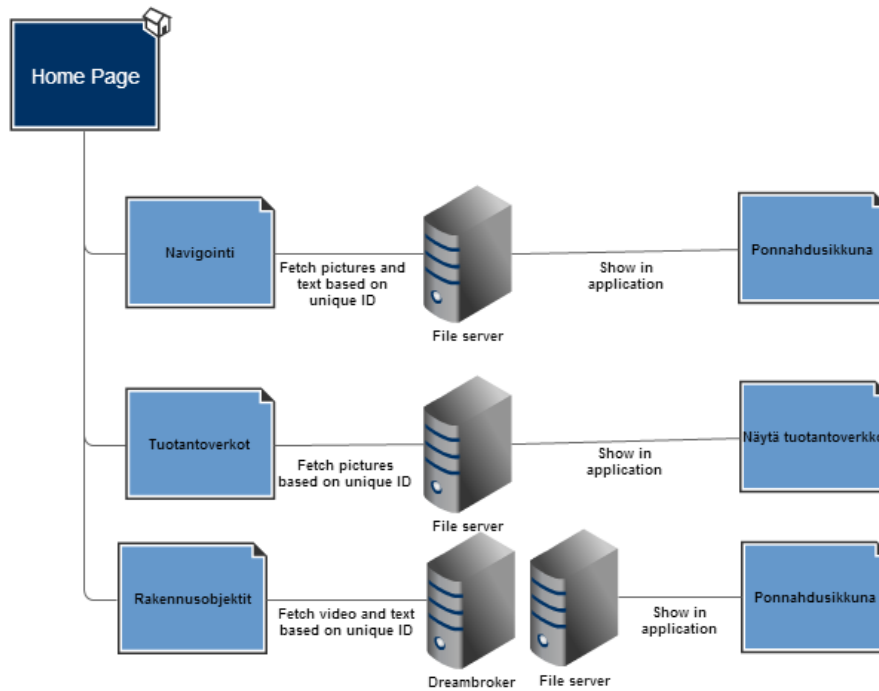 Home Page
Navigointi
Fetch pictures and
text based on
unique ID
File server
Show in
application
Ponnahdusikkuna
Tuotantoverkot
Fetch pictures
based on unique ID
File server
Show in
application
Näytä tuotantoverkko
Rakennusobjektit
Fetch video and text
based on unique ID
Dreambroker
File server
Show in
application
Ponnahdusikkuna